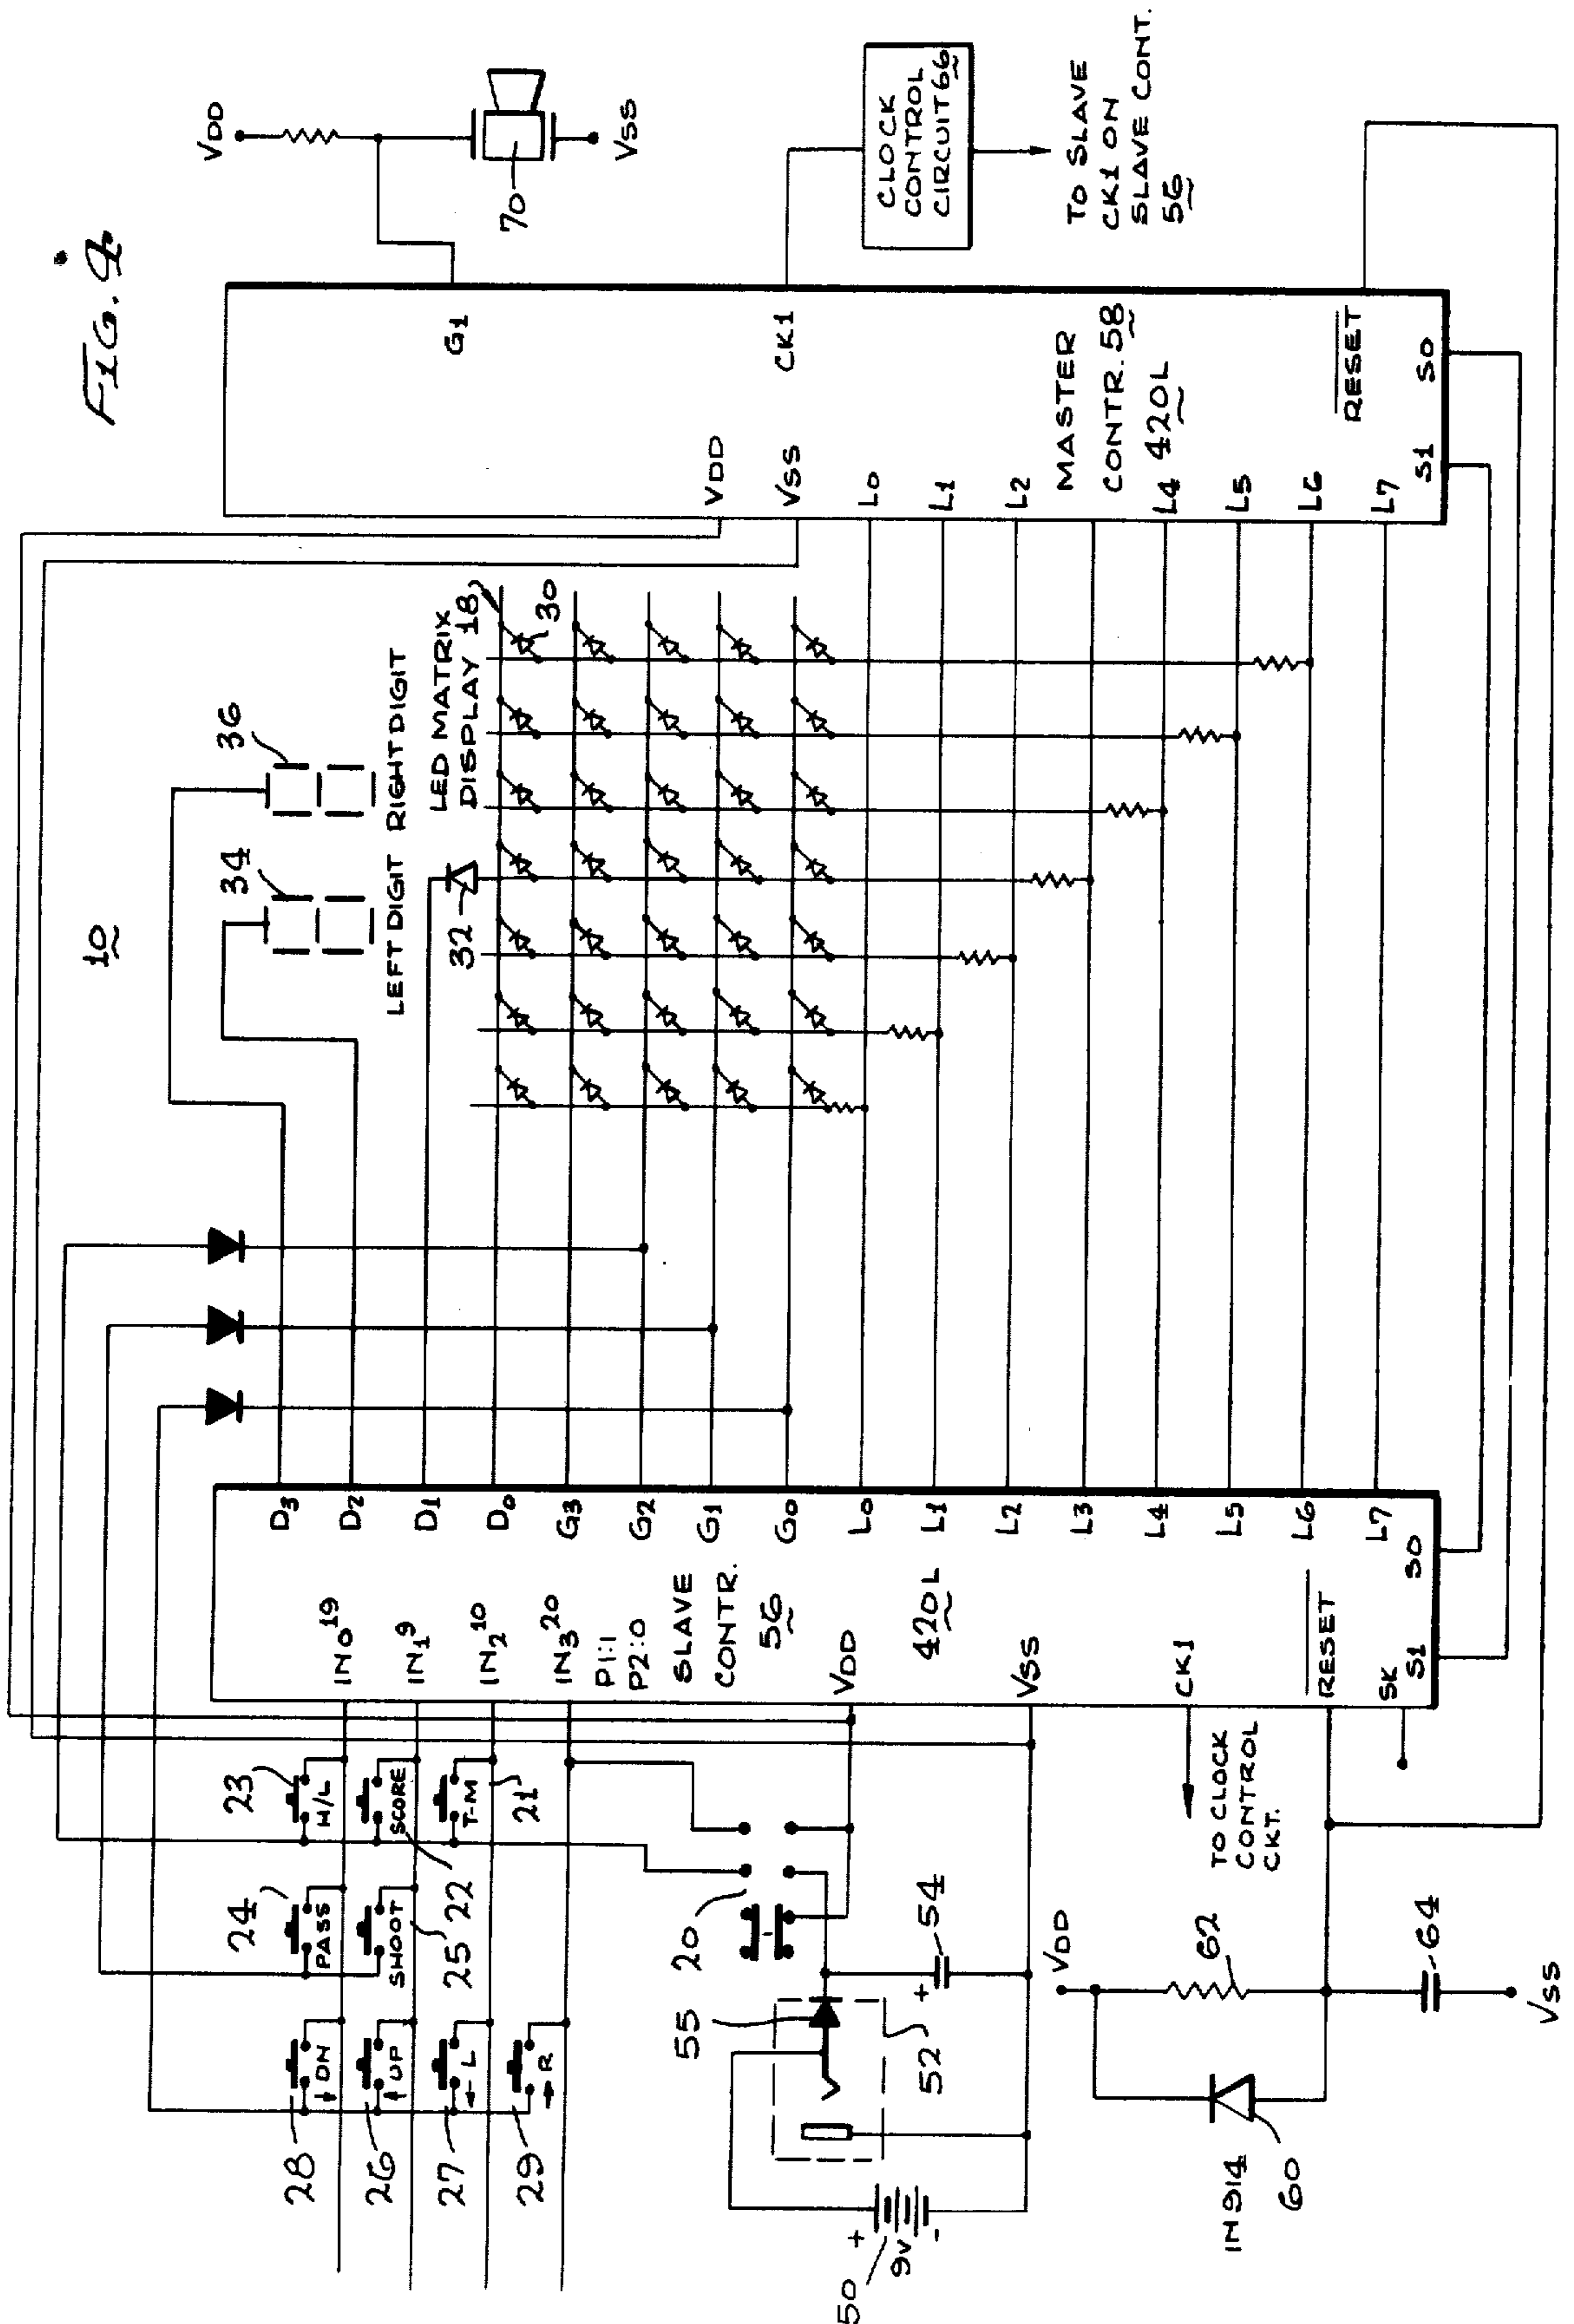 FIG. 4
10
VDD
70
VSS
CLOCK
CONTROL
CIRCUIT 66
TO SLAVE
CK1 ON
SLAVE CONT.
56
G1
CK1
VDD
VSS
L0
L1
L2
MASTER
CONTR. 58
420L
L4
L5
L6
L7
RESET
S1
S0
36
34
LEFT DIGIT RIGHT DIGIT
LED MATRIX
DISPLAY 18
30
32
D3
D2
D1
D0
G3
G2
G1
G0
L0
L1
L2
L3
L4
L5
L6
L7
S0
IN0 19
IN1 9
IN2 10
IN3 20
P1:1
P2:0
SLAVE
CONTR.
56
420L
VDD
VSS
CK1
RESET
SK
S1
23
H/L
SCORE
T-M
21
22
24
PASS
SHOOT
25
28
DN
26
UP
27
L
29
R
20
55
52
+
54
50
+
9V
-
TO CLOCK
CONTROL
CKT.
VDD
62
64
VSS
IN914
60